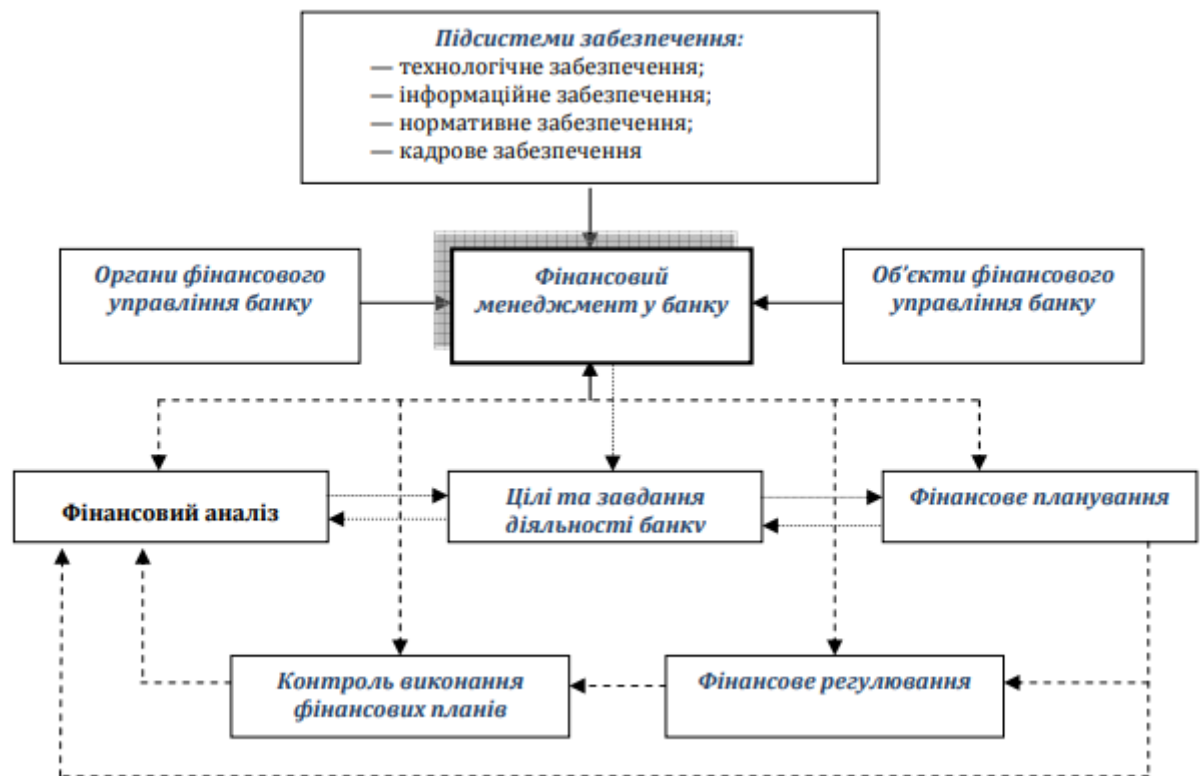 Підсистеми забезпечення:
— технологічне забезпечення;
— інформаційне забезпечення;
— нормативне забезпечення;
— кадрове забезпечення
Органи фінансового
управління банку
Фінансовий
менеджмент у банку
Об'єкти фінансового
управління банку
Фінансовий аналіз
Цілі та завдання
діяльності банку
Фінансове планування
Контроль виконання
фінансових планів
Фінансове регулювання